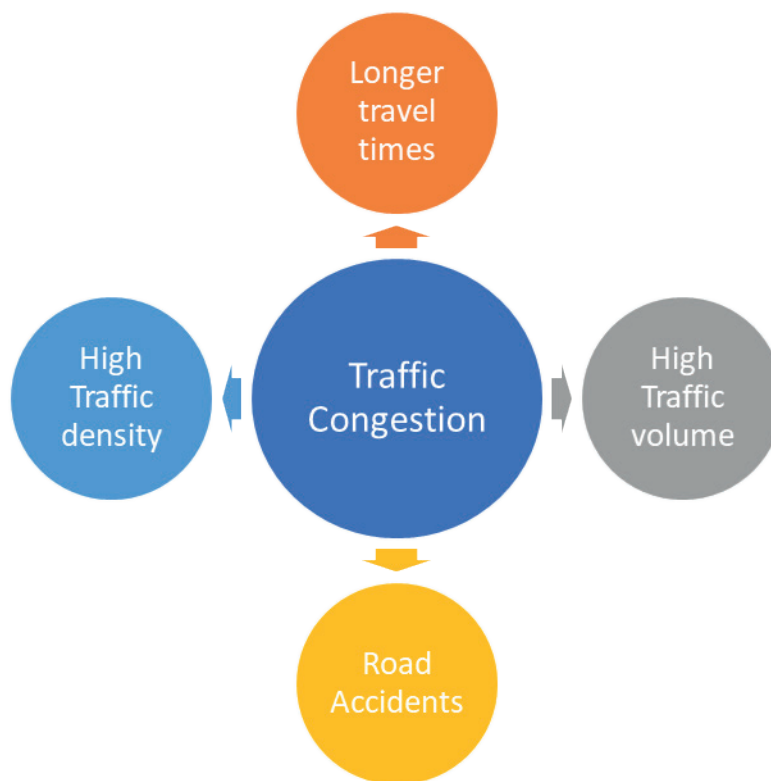 Longer
travel
times
High
Traffic
density
Traffic
Congestion
High
Traffic
volume
Road
Accidents